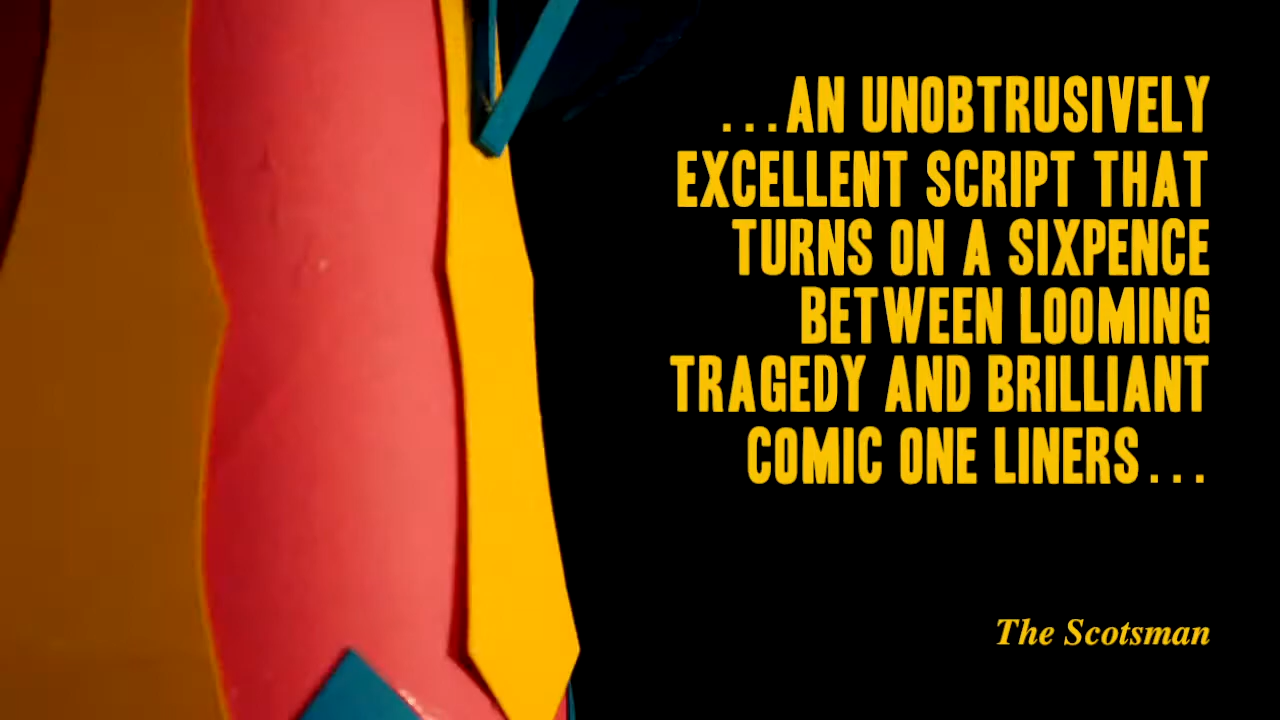 ...AN UNOBTRUSIVELY
EXCELLENT SCRIPT THAT
TURNS ON A SIXPENCE
BETWEEN LOOMING
TRAGEDY AND BRILLIANT
COMIC ONE LINERS...
The Scotsman